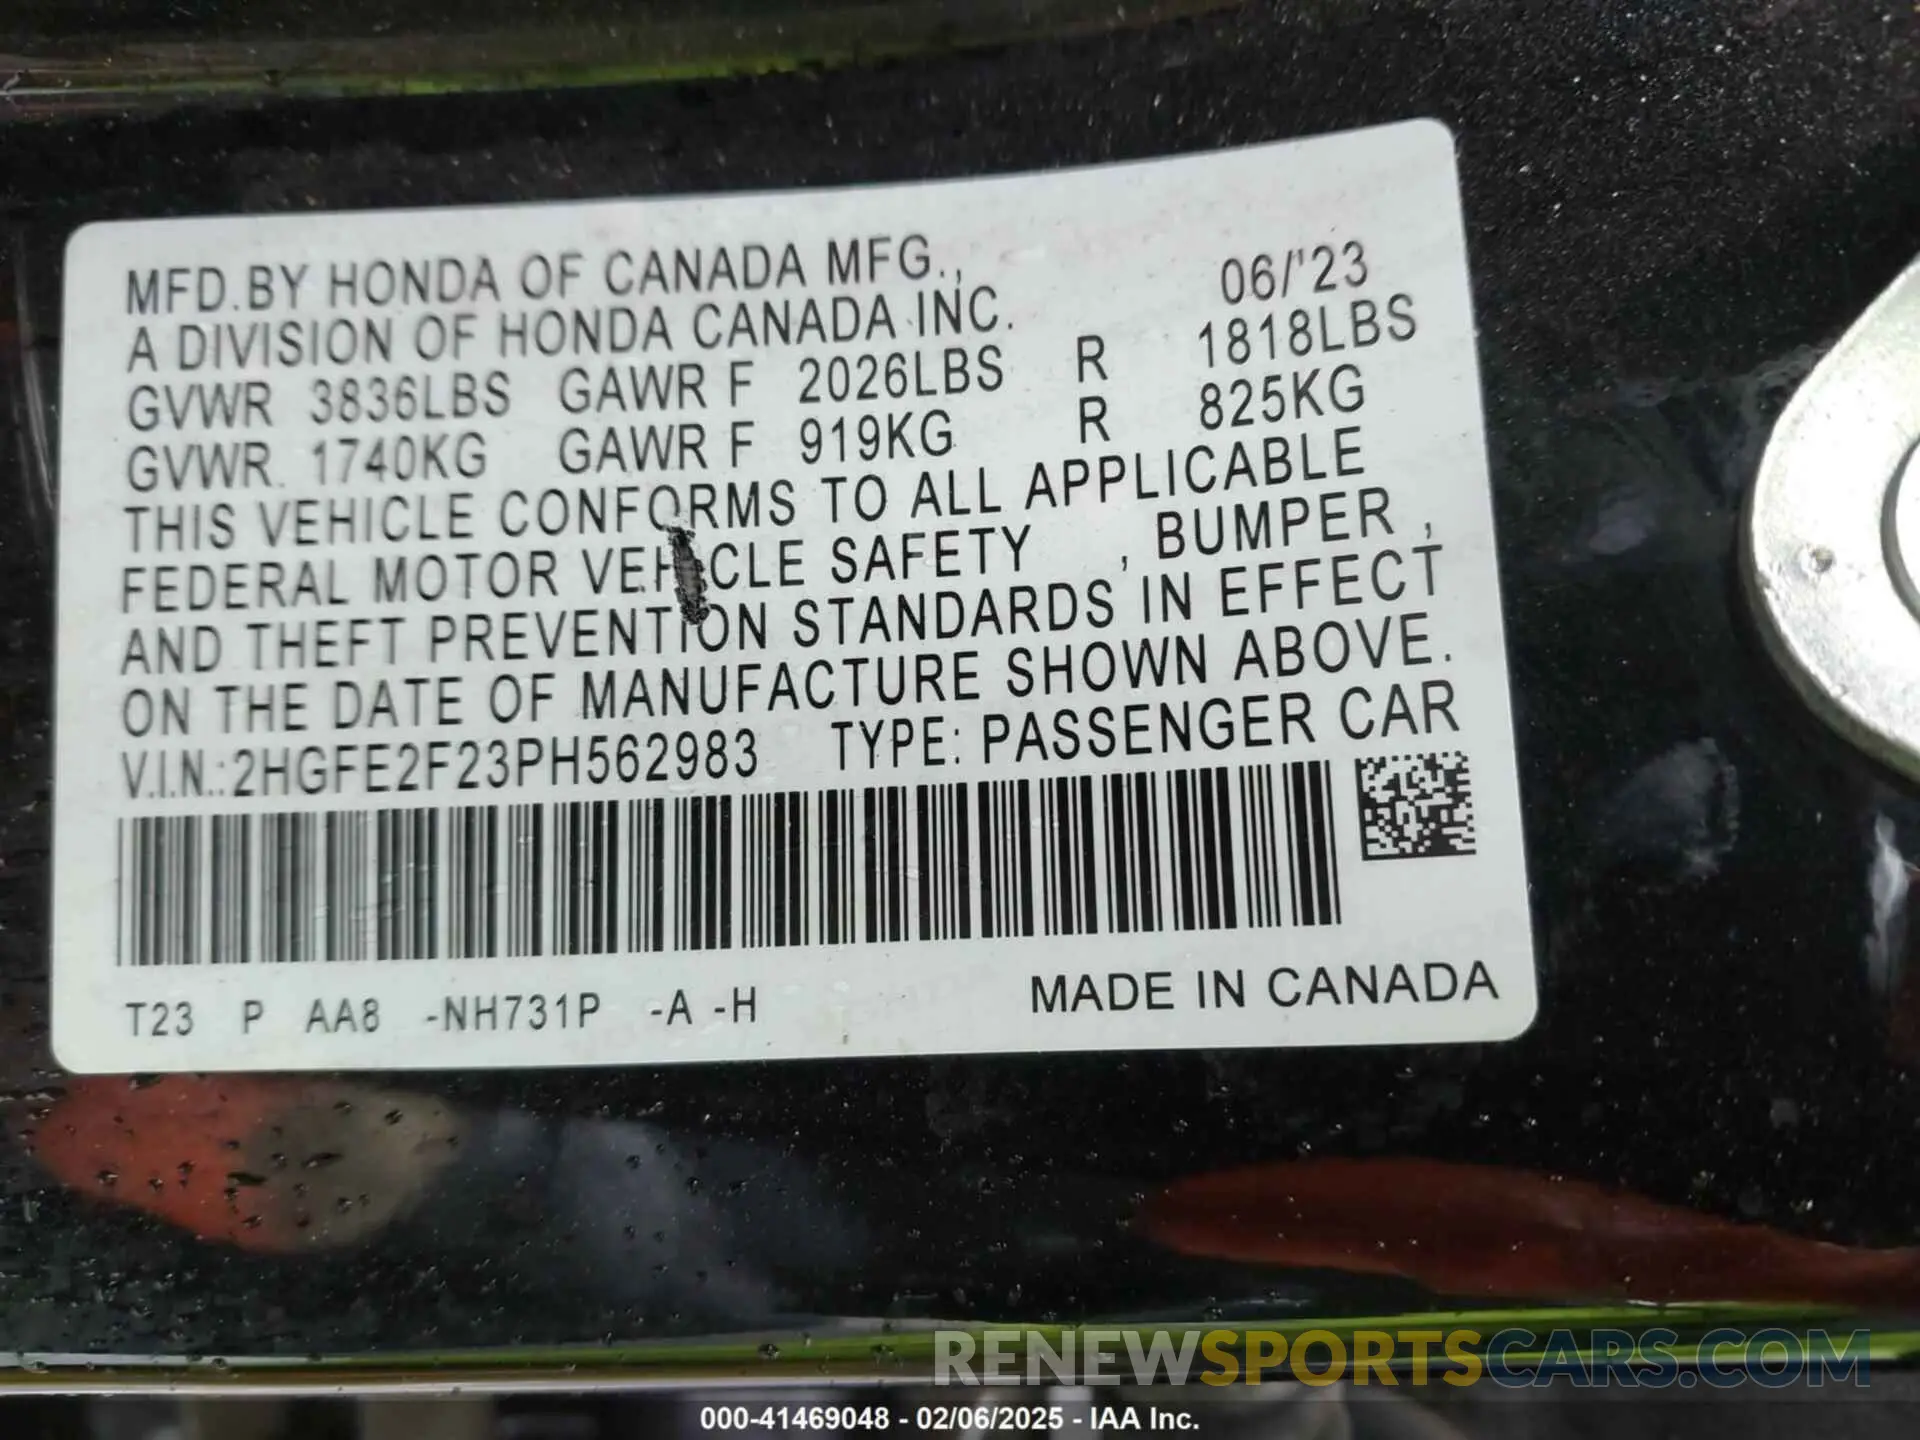 MFD.BY HONDA OF CANADA MFG., 06/'23
A DIVISION OF HONDA CANADA INC.
GVWR 3836LBS GAWR F 2026LBS R 1818LBS
GVWR 1740KG GAWR F 919KG R 825KG
THIS VEHICLE CONFORMS TO ALL APPLICABLE
FEDERAL MOTOR VEHICLE SAFETY , BUMPER ,
AND THEFT PREVENTION STANDARDS IN EFFECT
ON THE DATE OF MANUFACTURE SHOWN ABOVE.
V.I.N.:2HGFE2F23PH562983 TYPE: PASSENGER CAR
T23 P AA8 -NH731P -A -H MADE IN CANADA
RENEWSPORTSCARS.COM
000-41469048 - 02/06/2025 - IAA Inc.